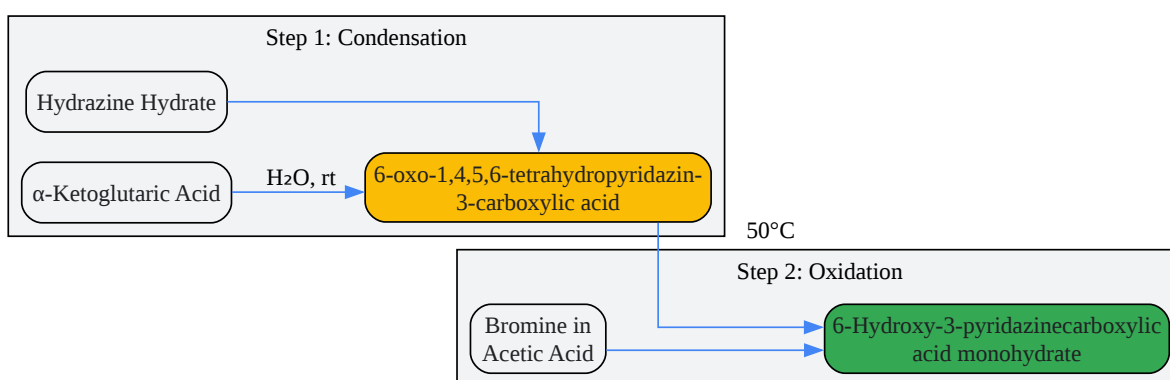 Step 1: Condensation
Hydrazine Hydrate
α-Ketoglutaric Acid
H₂O, rt
6-oxo-1,4,5,6-tetrahydropyridazin-
3-carboxylic acid
50°C
Step 2: Oxidation
Bromine in
Acetic Acid
6-Hydroxy-3-pyridazinecarboxylic
acid monohydrate